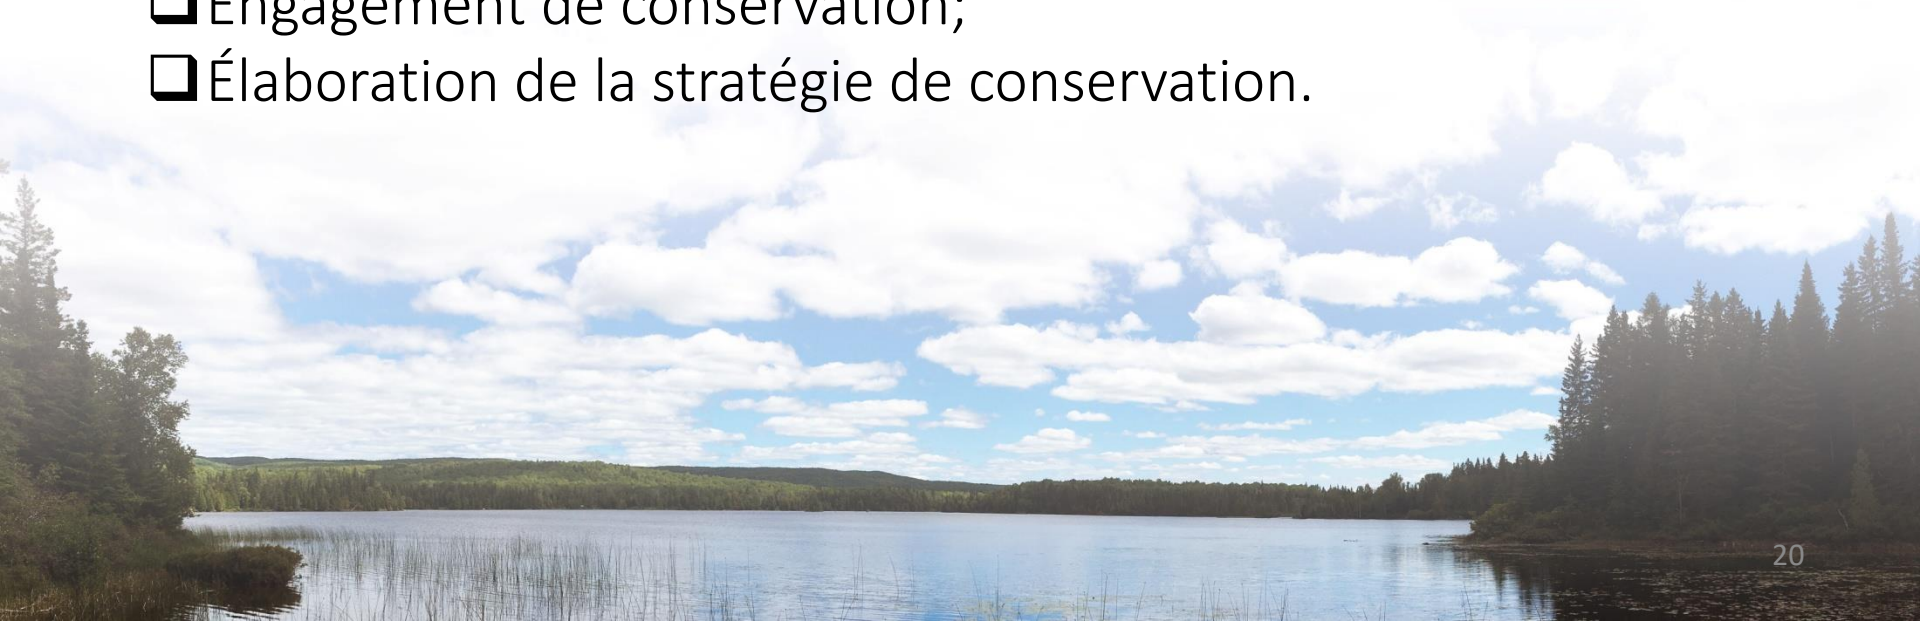 Engagement de conservation;
Élaboration de la stratégie de conservation.
20